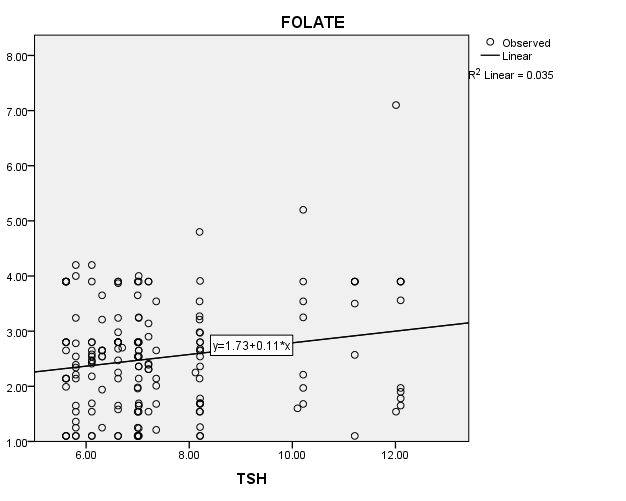 FOLATE
Observed
Linear
R2 Linear = 0.035
8.00
7.00
6.00
5.00
4.00
3.00
2.00
1.00
y=1.73+0.11*x
6.00 8.00 10.00 12.00
TSH